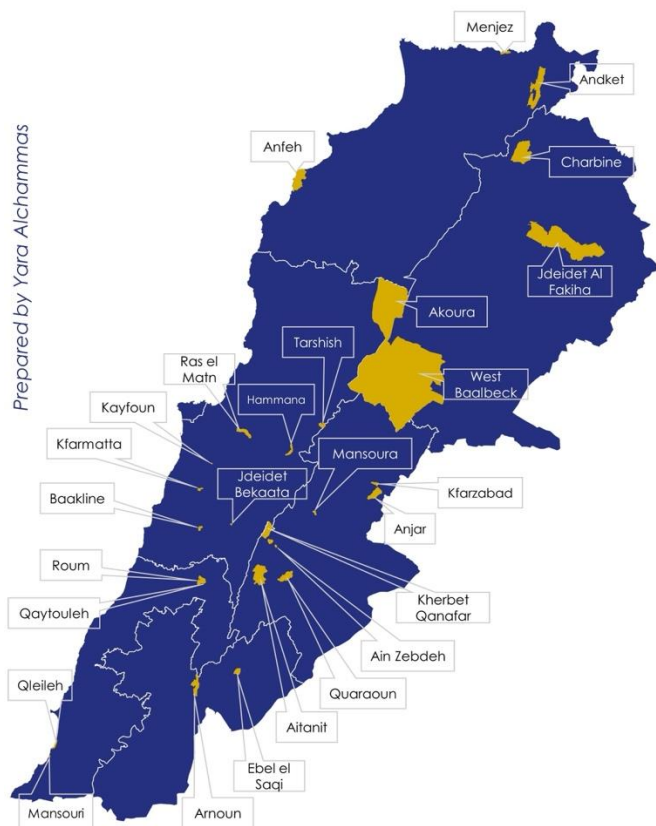 Menjez
Andket
Anfeh
Charbine
Prepared by Yara Alchammas
Jdeidet Al
Fakiha
Akoura
Tarshish
Ras el
Matn
West
Baalbeck
Hammana
Kayfoun
Mansoura
Kfarmatta
Jdeidet
Bekaata
Kfarzabad
Baakline
Anjar
Roum
Kherbet
Qanafar
Qaytouleh
Ain Zebdeh
Quaraoun
Qleileh
Aitanit
Ebel el
Saqi
Mansouri
Arnoun